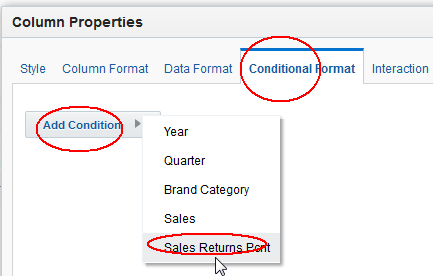 Column Properties
Style Column Format Data Format Conditional Format Interaction
Add Condition
Year
Quarter
Brand Category
Sales
Sales Returns Pcnt